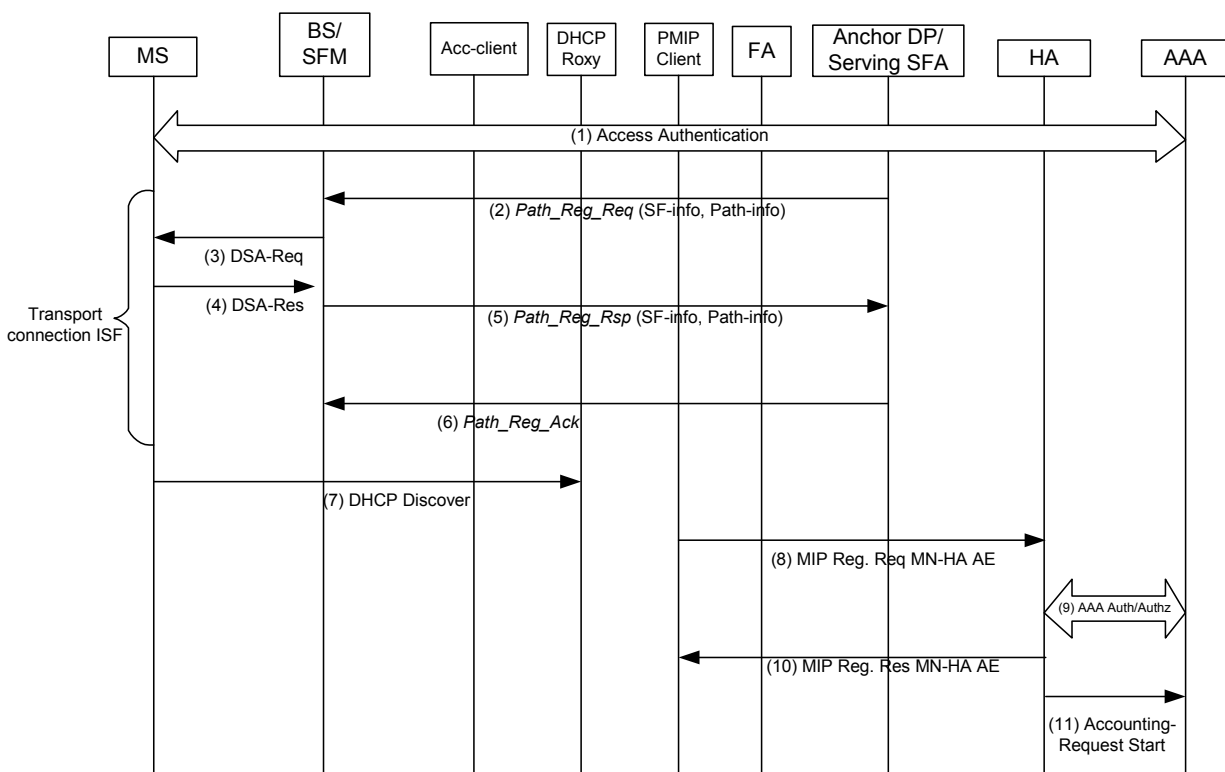 MS
BS/
SFM
Acc-client
DHCP
Roxy
PMIP
Client
FA
Anchor DP/
Serving SFA
HA
AAA
(1) Access Authentication
(2) Path_Reg_Req (SF-info, Path-info)
(3) DSA-Req
(4) DSA-Res
(5) Path_Reg_Rsp (SF-info, Path-info)
Transport
connection ISF
(6) Path_Reg_Ack
(7) DHCP Discover
(8) MIP Reg. Req MN-HA AE
(9) AAA Auth/Authz
(10) MIP Reg. Res MN-HA AE
(11) Accounting-
Request Start